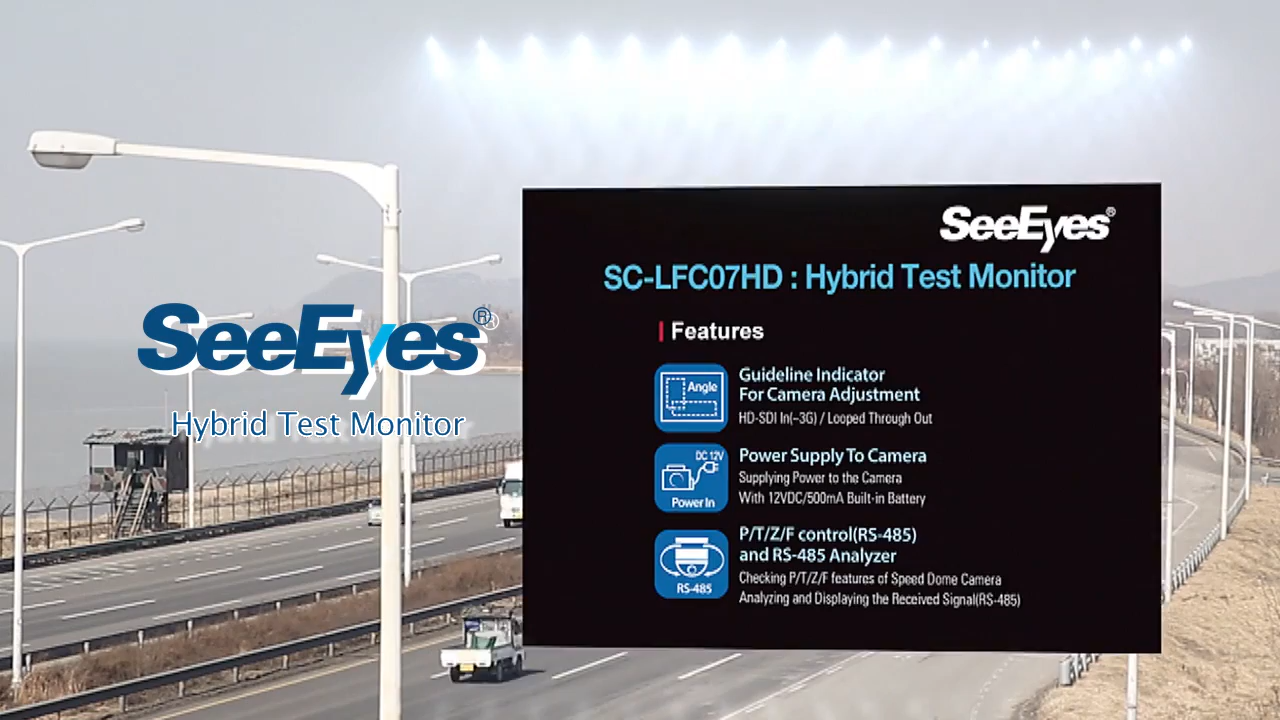 SeeEyes®
Hybrid Test Monitor
SeeEyes®
SC-LFC07HD : Hybrid Test Monitor
Features
Angle
Guideline Indicator
For Camera Adjustment
HD-SDI In(~3G) / Looped Through Out
DC 12V
Power In
Power Supply To Camera
Supplying Power to the Camera
With 12VDC/500mA Built-in Battery
RS-485
P/T/Z/F control(RS-485)
and RS-485 Analyzer
Checking P/T/Z/F features of Speed Dome Camera
Analyzing and Displaying the Received Signal(RS-485)